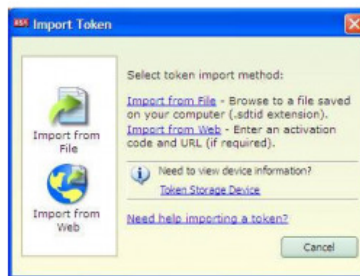 RSA Import Token
Select token import method:
Import from File - Browse to a file saved
on your computer (.sdtid extension).
Import from Web - Enter an activation
code and URL (if required).
Import from
File
Need to view device information?
Token Storage Device
Import from
Web
Need help importing a token?
Cancel